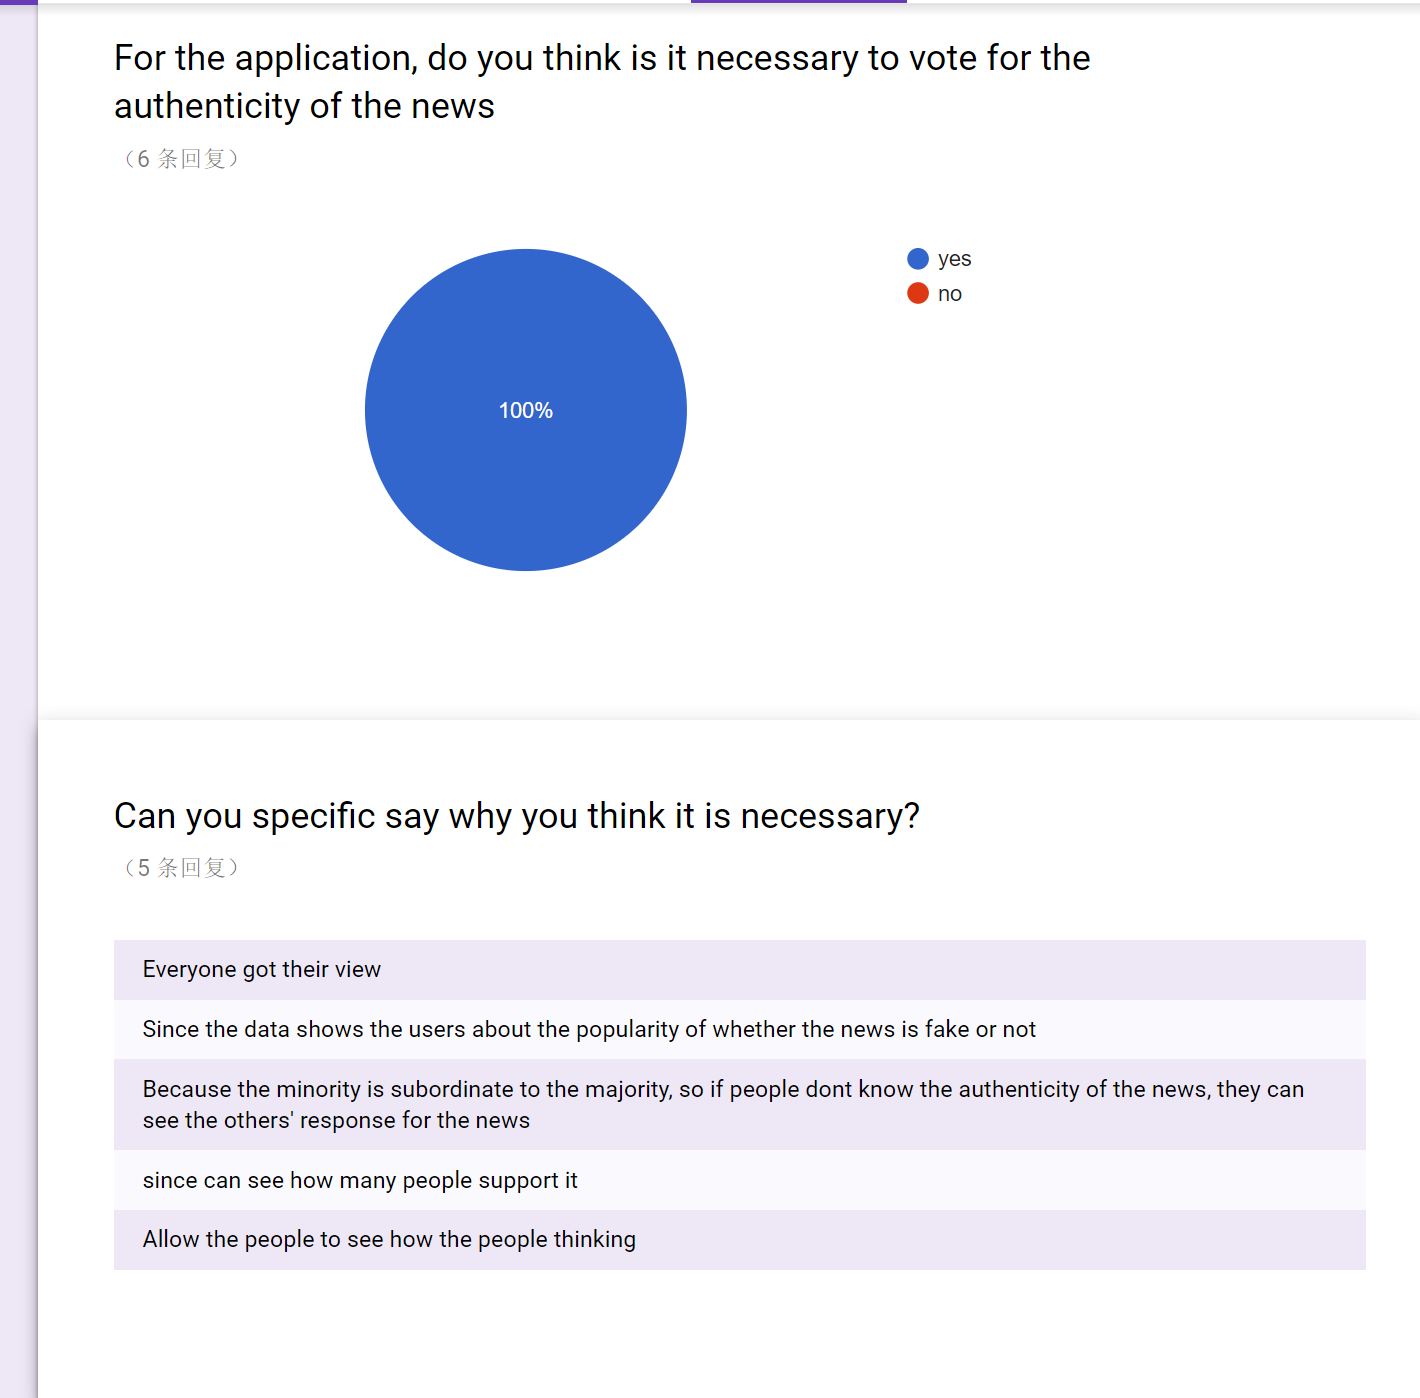 For the application, do you think is it necessary to vote for the
authenticity of the news
（6 条回复）
yes
no
100%
Can you specific say why you think it is necessary?
（5 条回复）
Everyone got their view
Since the data shows the users about the popularity of whether the news is fake or not
Because the minority is subordinate to the majority, so if people dont know the authenticity of the news, they can
see the others' response for the news
since can see how many people support it
Allow the people to see how the people thinking